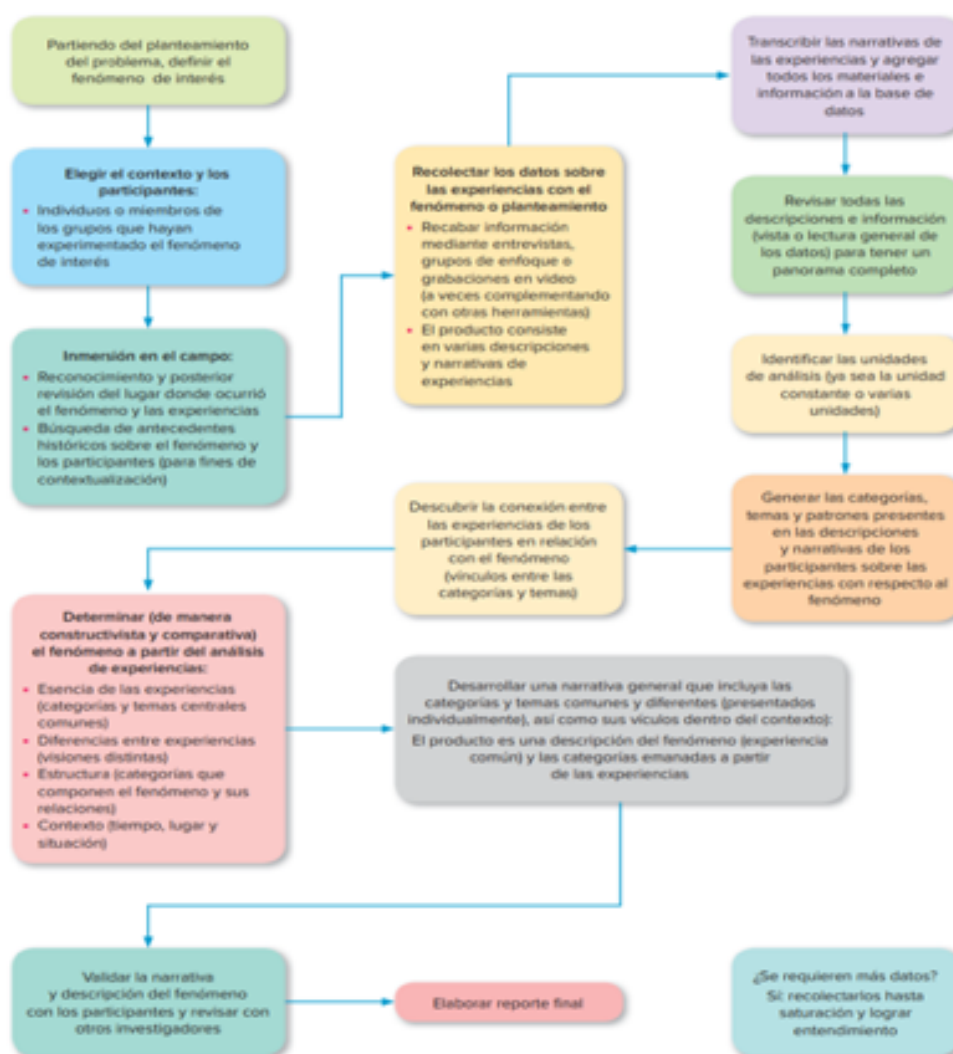 Partiendo del planteamiento
del problema, definir el
fenómeno de interés
Elegir el contexto y los
participantes:
• Individuos o miembros de
los grupos que hayan
experimentado el fenómeno
de interés
Inmersión en el campo:
• Reconocimiento y posterior
revisión del lugar donde ocurrió
el fenómeno y las experiencias
• Búsqueda de antecedentes
históricos sobre el fenómeno y
los participantes (para fines de
contextualización)
Recolectar los datos sobre
las experiencias con el
fenómeno o planteamiento
• Recabar información
mediante entrevistas,
grupos de enfoque o
grabaciones en video
(a veces complementando
con otras herramientas)
• El producto consiste
en varias descripciones
y narrativas de
experiencias
Transcribir las narrativas de
las experiencias y agregar
todos los materiales e
información a la base de
datos
Revisar todas las
descripciones e información
(vista o lectura general de
los datos) para tener un
panorama completo
Identificar las unidades
de análisis (ya sea la unidad
constante o varias
unidades)
Generar las categorías,
temas y patrones presentes
en las descripciones
y narrativas de los
participantes sobre las
experiencias con respecto al
fenómeno
Descubrir la conexión entre
las experiencias de los
participantes en relación
con el fenómeno
(vínculos entre las
categorías y temas)
Determinar (de manera
constructivista y comparativa)
el fenómeno a partir del análisis
de experiencias:
• Esencia de las experiencias
(categorías y temas centrales
comunes)
• Diferencias entre experiencias
(visiones distintas)
• Estructura (categorías que
componen el fenómeno y sus
relaciones)
• Contexto (tiempo, lugar y
situación)
Desarrollar una narrativa general que incluya las
categorías y temas comunes y diferentes (presentados
individualmente), así como sus vículos dentro del contexto):
El producto es una descripción del fenómeno (experiencia
común) y las categorías emanadas a partir
de las experiencias
Validar la narrativa
y descripción del fenómeno
con los participantes y revisar con
otros investigadores
Elaborar reporte final
¿Se requieren más datos?
Sí: recolectarlos hasta
saturación y lograr
entendimiento